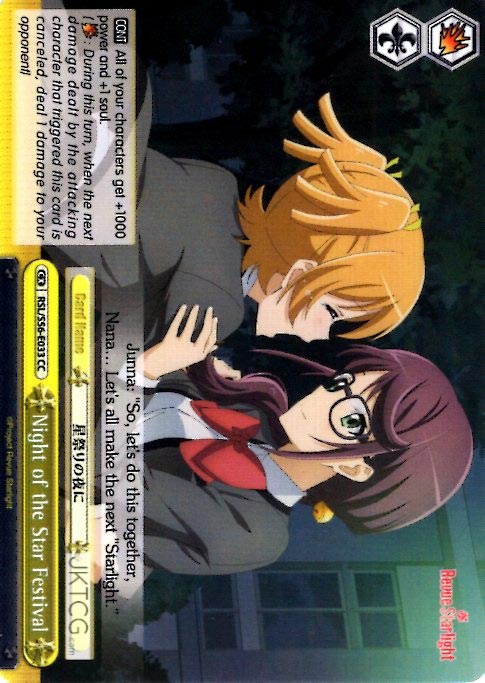 Revue Starlight
CONT All of your characters get +1000
power and +1 soul.
( : During this turn, when the next
damage dealt by the attacking
character that triggered this card is
canceled, deal 1 damage to your
opponent)
Junna: "So, let's do this together,
Nana... Let's all make the next "Starlight."
Card Name
星祭りの夜に
JKTCG.com
CX
RSL/S56-E033 CC
Night of the Star Festival
©Project Revue Starlight